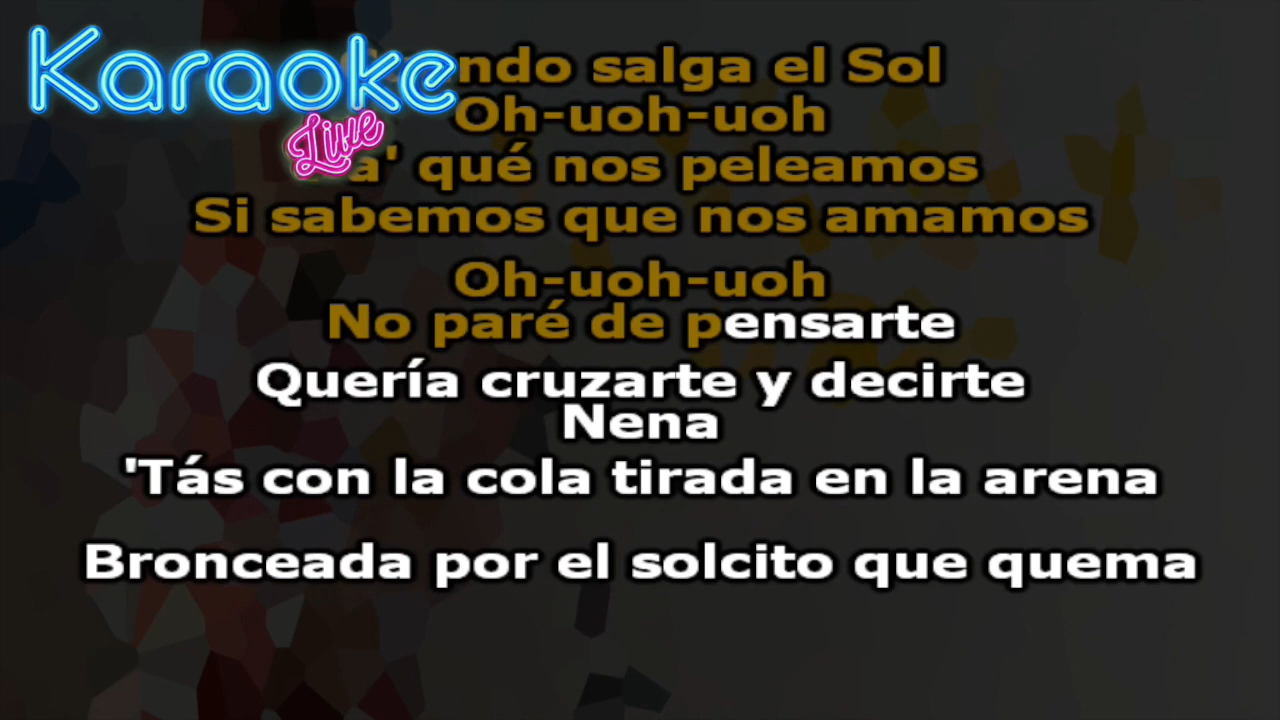 Karaoke
Live
ndo salga el Sol
Oh-uoh-uoh
a' qué nos peleamos
Si sabemos que nos amamos
Oh-uoh-uoh
No paré de pensarte
Quería cruzarte y decirte
Nena
'Tás con la cola tirada en la arena
Bronceada por el solcito que quema